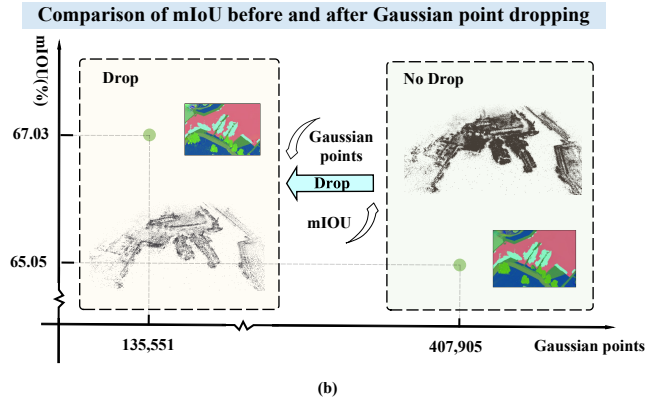 Comparison of mIoU before and after Gaussian point dropping
mIOU(%)
Drop
No Drop
67.03
Gaussian
points
Drop
mIOU
65.05
135,551
407,905
Gaussian points
(b)